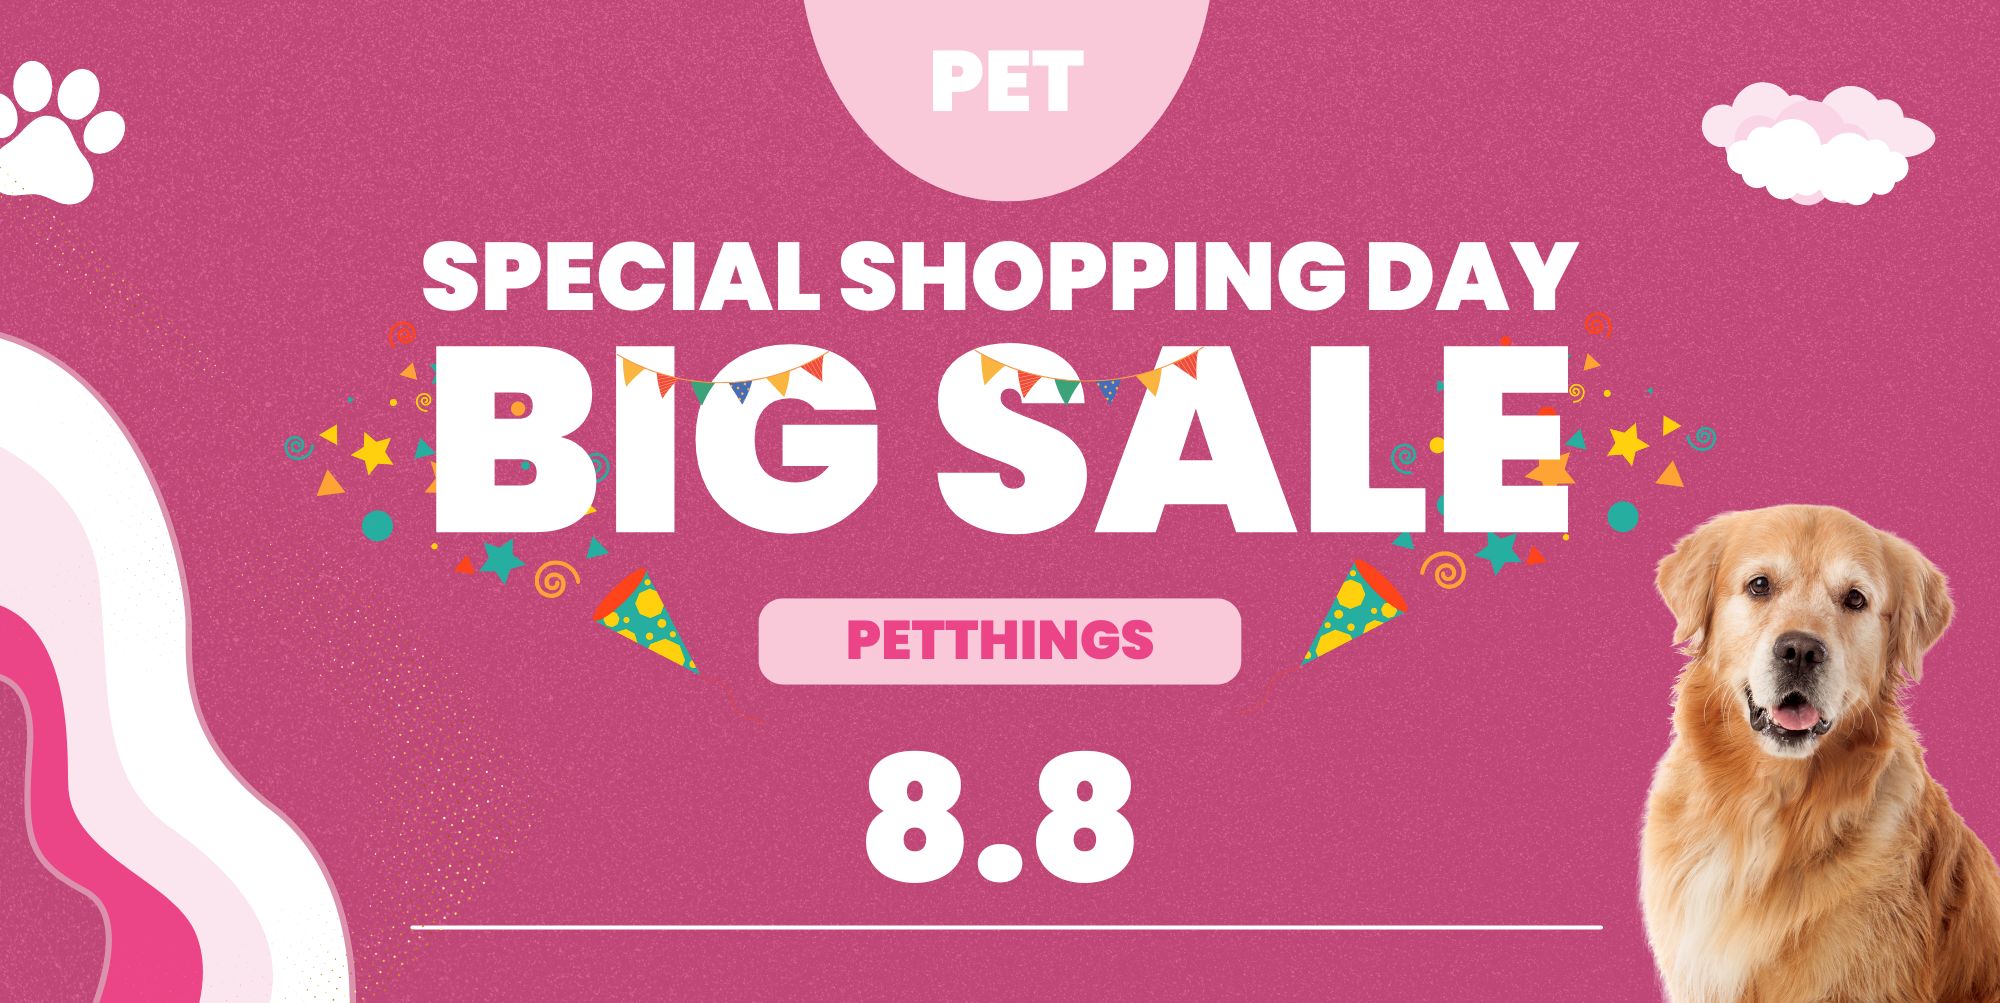 PET
SPECIAL SHOPPING DAY
BIG SALE
PETTHINGS
8.8